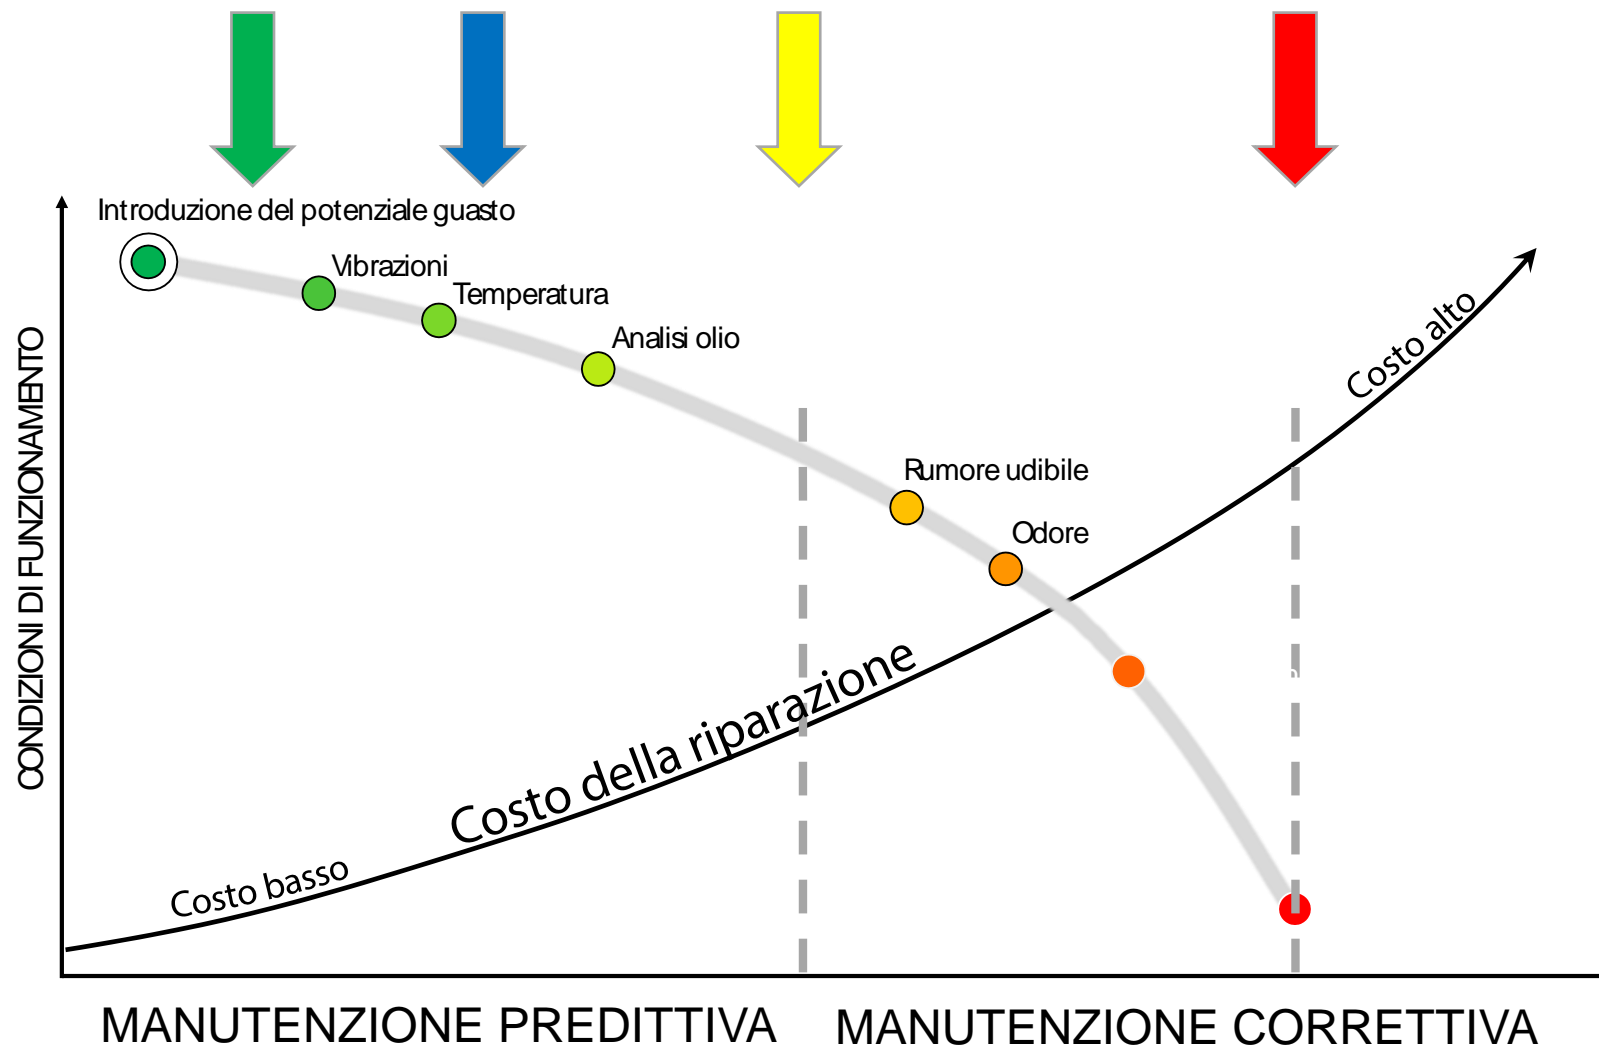 Introduzione del potenziale guasto
Vibrazioni
Temperatura
Analisi olio
Rumore udibile
Odore
Costo alto
Costo della riparazione
Costo basso
CONDIZIONI DI FUNZIONAMENTO
MANUTENZIONE PREDITTIVA
MANUTENZIONE CORRETTIVA